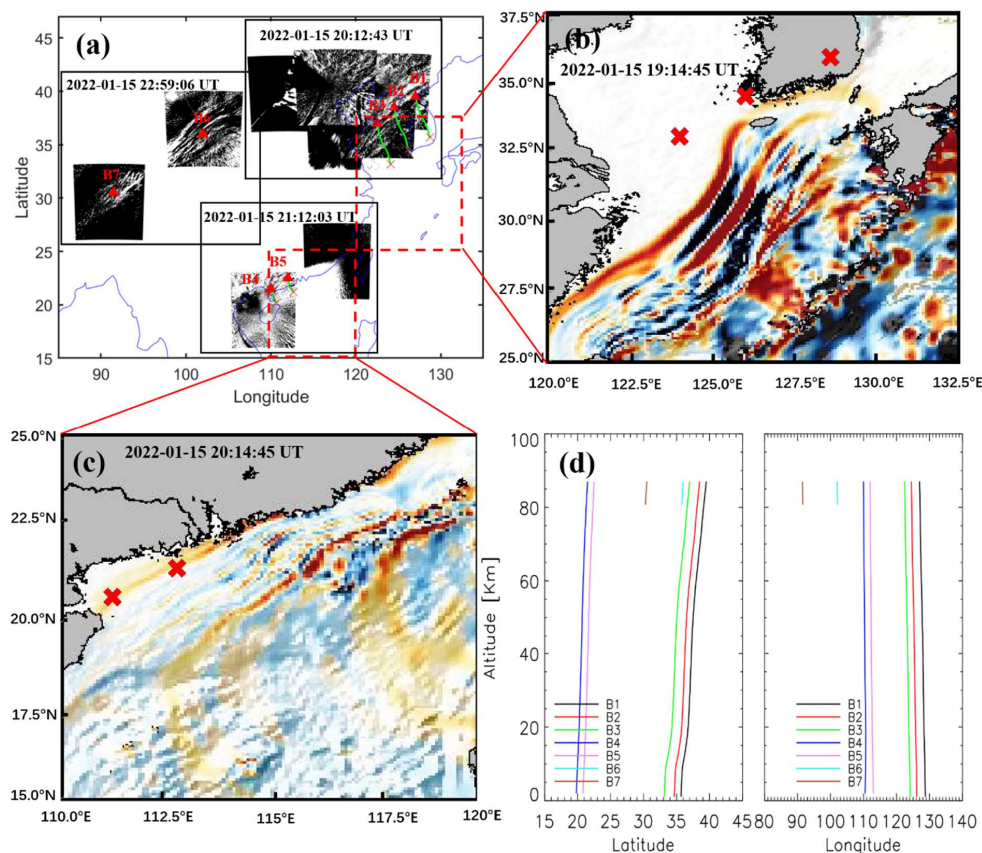 (a)
2022-01-15 20:12:43 UT
2022-01-15 22:59:06 UT
2022-01-15 21:12:03 UT
B1
B2
B3
B6
B7
B5
B4
45
40
35
30
25
20
15
Latitude
90
100
110
120
130
Longitude
(b)
2022-01-15 19:14:45 UT
37.5°N
35.0°N
32.5°N
30.0°N
27.5°N
25.0°N
120.0°E
122.5°E
125.0°E
127.5°E
130.0°E
132.5°E
(c)
2022-01-15 20:14:45 UT
25.0°N
22.5°N
20.0°N
17.5°N
15.0°N
110.0°E
112.5°E
115.0°E
117.5°E
120.0°E
(d)
100
80
60
40
20
0
Altitude [Km]
B1
B2
B3
B4
B5
B6
B7
15 20 25 30 35 40 45
Latitude
B1
B2
B3
B4
B5
B6
B7
80 90 100 110 120 130 140
Longitude